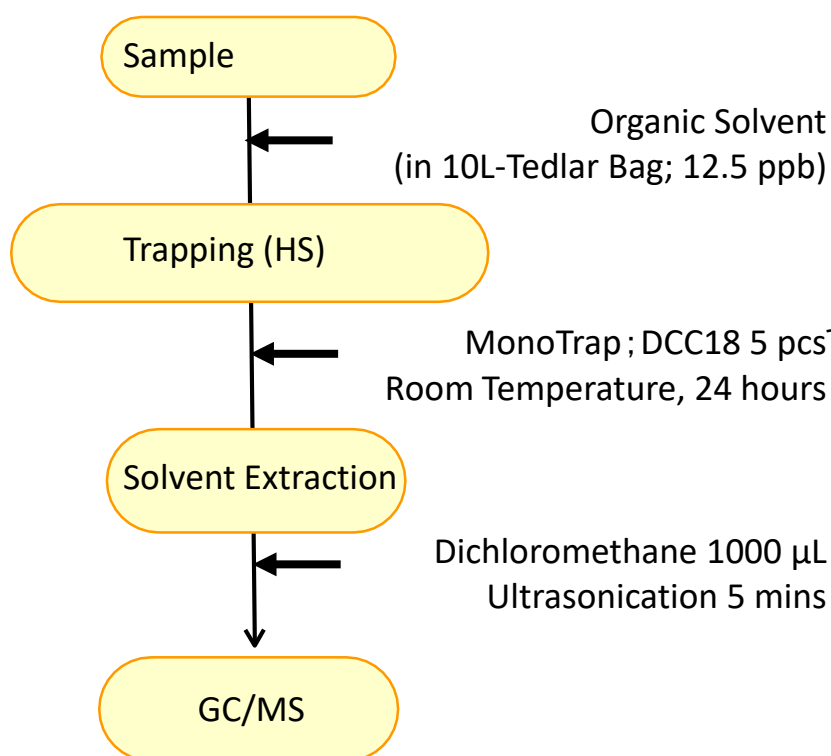 Sample
Organic Solvent
(in 10L-Tedlar Bag; 12.5 ppb)
Trapping (HS)
MonoTrap ; DCC18 5 pcs
Room Temperature, 24 hours
Solvent Extraction
Dichloromethane 1000 μL
Ultrasonication 5 mins
GC/MS